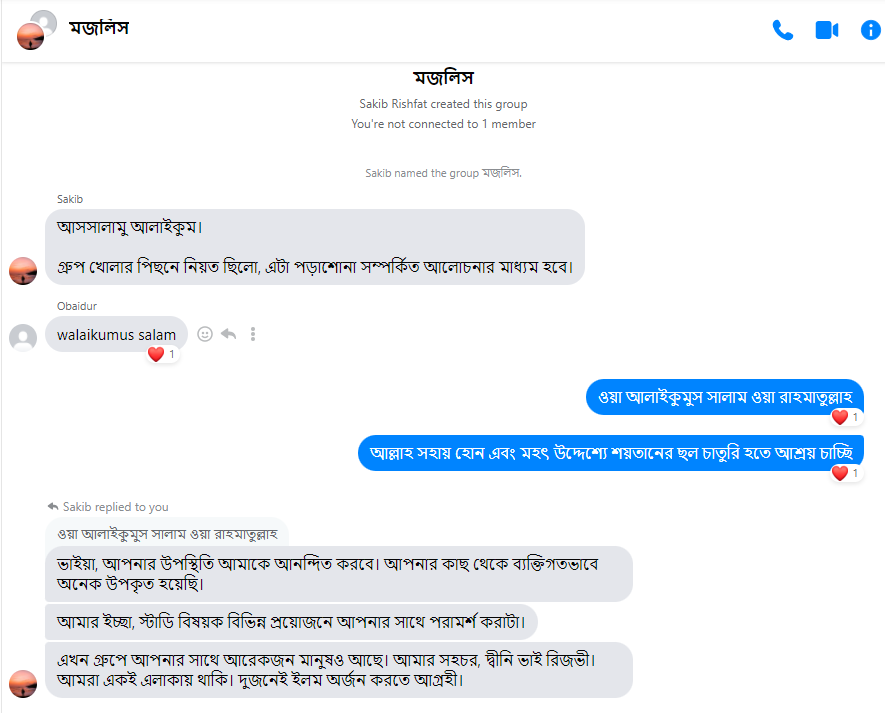 মজলিস
মজলিস
Sakib Rishfat created this group
You're not connected to 1 member
Sakib named the group মজলিস.
Sakib
আসসালামু আলাইকুম।
গ্রুপ খোলার পিছনে নিয়ত ছিলো, এটা পড়াশোনা সম্পর্কিত আলোচনার মাধ্যম হবে।
Obaidur
walaikumus salam
1
ওয়া আলাইকুমুস সালাম ওয়া রাহমাতুল্লাহ
1
আল্লাহ সহায় হোন এবং মহৎ উদ্দেশ্যে শয়তানের ছল চাতুরি হতে আশ্রয় চাচ্ছি
1
Sakib replied to you
ওয়া আলাইকুমুস সালাম ওয়া রাহমাতুল্লাহ
ভাইয়া, আপনার উপস্থিতি আমাকে আনন্দিত করবে। আপনার কাছ থেকে ব্যক্তিগতভাবে
অনেক উপকৃত হয়েছি।
আমার ইচ্ছা, স্টাডি বিষয়ক বিভিন্ন প্রয়োজনে আপনার সাথে পরামর্শ করাটা।
এখন গ্রুপে আপনার সাথে আরেকজন মানুষও আছে। আমার সহচর, দ্বীনি ভাই রিজভী।
আমরা একই এলাকায় থাকি। দুজনেই ইলম অর্জন করতে আগ্রহী।